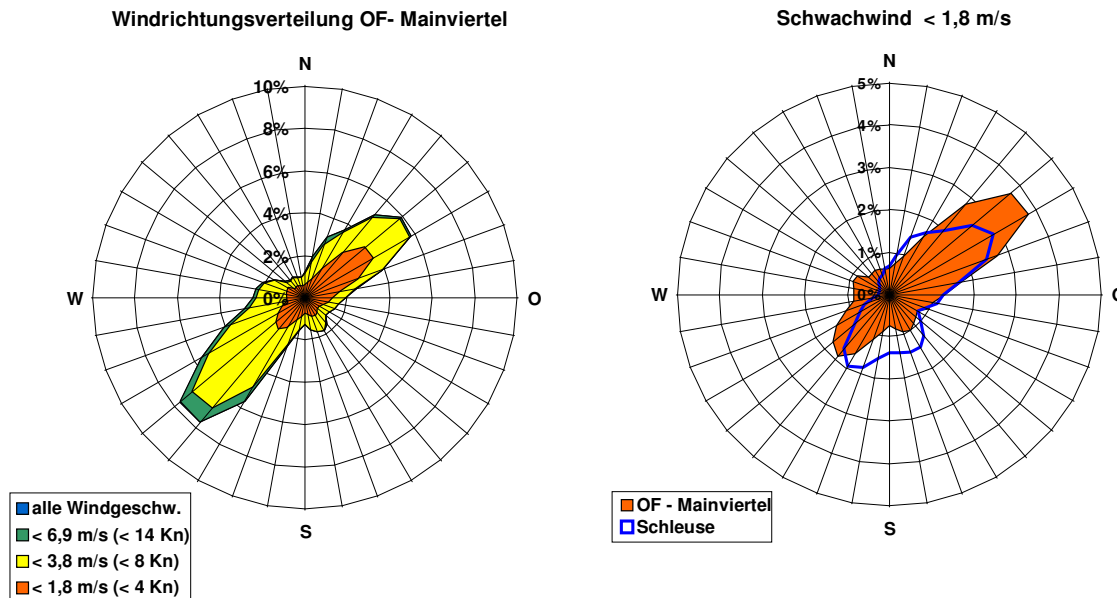 Windrichtungsverteilung OF- Mainviertel
N
10%
8%
6%
4%
2%
0%
W
O
S
alle Windgeschw.
< 6,9 m/s (< 14 Kn)
< 3,8 m/s (< 8 Kn)
< 1,8 m/s (< 4 Kn)
Schwachwind < 1,8 m/s
N
5%
4%
3%
2%
1%
0%
W
O
S
OF - Mainviertel
Schleuse